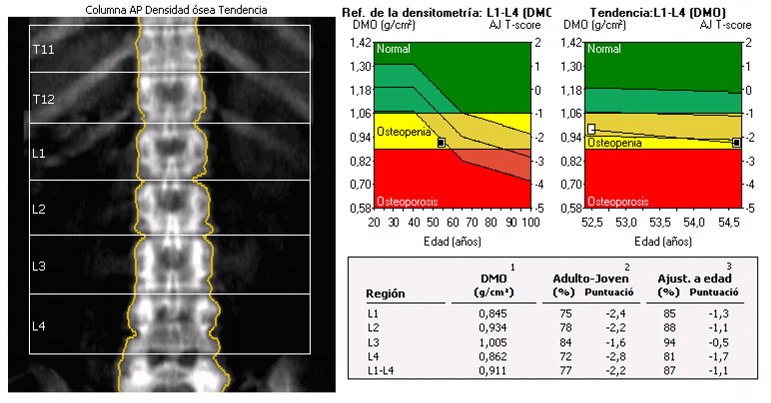 Columna AP Densidad ósea Tendencia
T11
T12
L1
L2
L3
L4
Ref. de la densitometría: L1-L4 (DMO
DMO (g/cm²) AJ T-score
1,42 2
Normal
1,30 1
1,18 0
1,06 -1
Osteopenia
0,94 -2
0,82 -3
0,70 -4
Osteoporosis
0,58 -5
20 30 40 50 60 70 80 90 100
Edad (años)
Tendencia:L1-L4 (DMO)
DMO (g/cm²) AJ T-score
1,42 2
Normal
1,30 1
1,18 0
1,06 -1
0,94 -2
Osteopenia
0,82 -3
0,70 -4
Osteoporosis
0,58 -5
52,5 53,0 53,5 54,0 54,5
Edad (años)
1 2 3
DMO Adulto-Joven Ajust. a edad
Región (g/cm²) (%) Puntuació (%) Puntuació
L1 0,845 75 -2,4 85 -1,3
L2 0,934 78 -2,2 88 -1,1
L3 1,005 84 -1,6 94 -0,5
L4 0,862 72 -2,8 81 -1,7
L1-L4 0,911 77 -2,2 87 -1,1